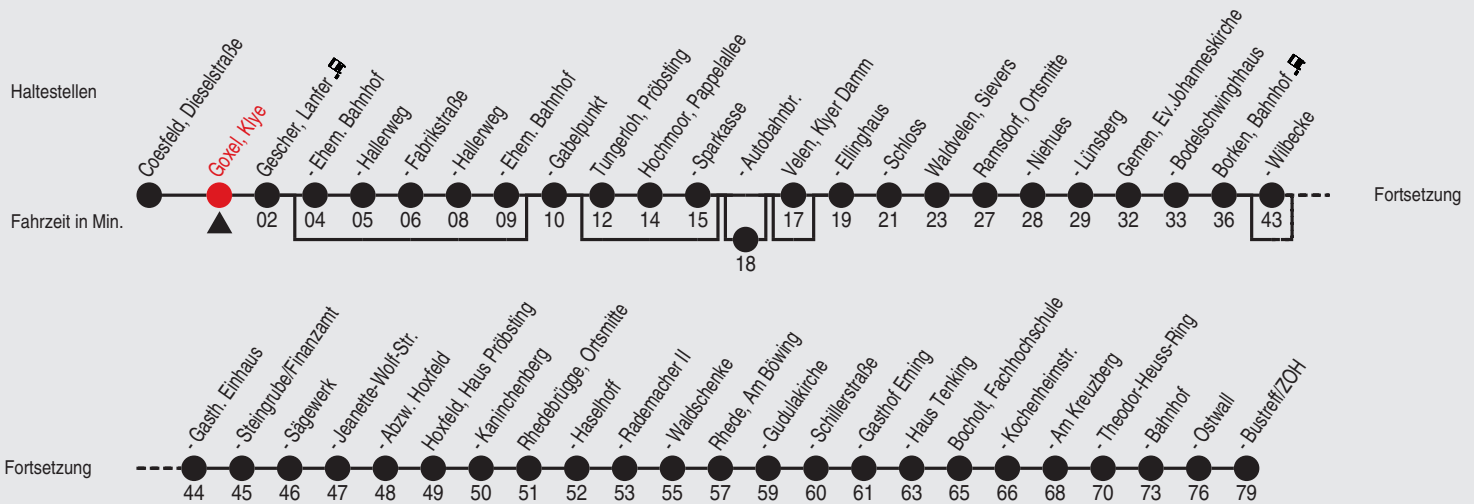 Haltestellen
Coesfeld, Dieselstraße
Goxel, Klye
Gescher, Lanfer
- Ehem. Bahnhof
- Hallerweg
- Fabrikstraße
- Hallerweg
- Ehem. Bahnhof
- Gabelpunkt
Tungerloh, Pröbsting
Hochmoor, Pappelallee
- Sparkasse
- Autobahnbr.
Velen, Klyer Damm
- Ellinghaus
- Schloss
Waldvelen, Sievers
Ramsdorf, Ortsmitte
- Niehues
- Lünsberg
Gemen, Ev.Johanneskirche
- Bodelschwinghhaus
Borken, Bahnhof
- Wilbecke
Fortsetzung
Fahrzeit in Min.
02 04 05 06 08 09 10 12 14 15 17 19 21 23 27 28 29 32 33 36 43
18
- Gasth. Einhaus
- Steingrube/Finanzamt
- Sägewerk
- Jeanette-Wolf-Str.
- Abzw. Hoxfeld
Hoxfeld, Haus Pröbsting
- Kaninchenberg
Rhedebrügge, Ortsmitte
- Haselhoff
- Rademacher II
- Waldschenke
Rhede, Am Böwing
- Gudulakirche
- Schillerstraße
- Gasthof Eming
- Haus Tenking
Bocholt, Fachhochschule
- Kochenheimstr.
- Am Kreuzberg
- Theodor-Heuss-Ring
- Bahnhof
- Ostwall
- Bustreff/ZOH
Fortsetzung
44 45 46 47 48 49 50 51 52 53 55 57 59 60 61 63 65 66 68 70 73 76 79